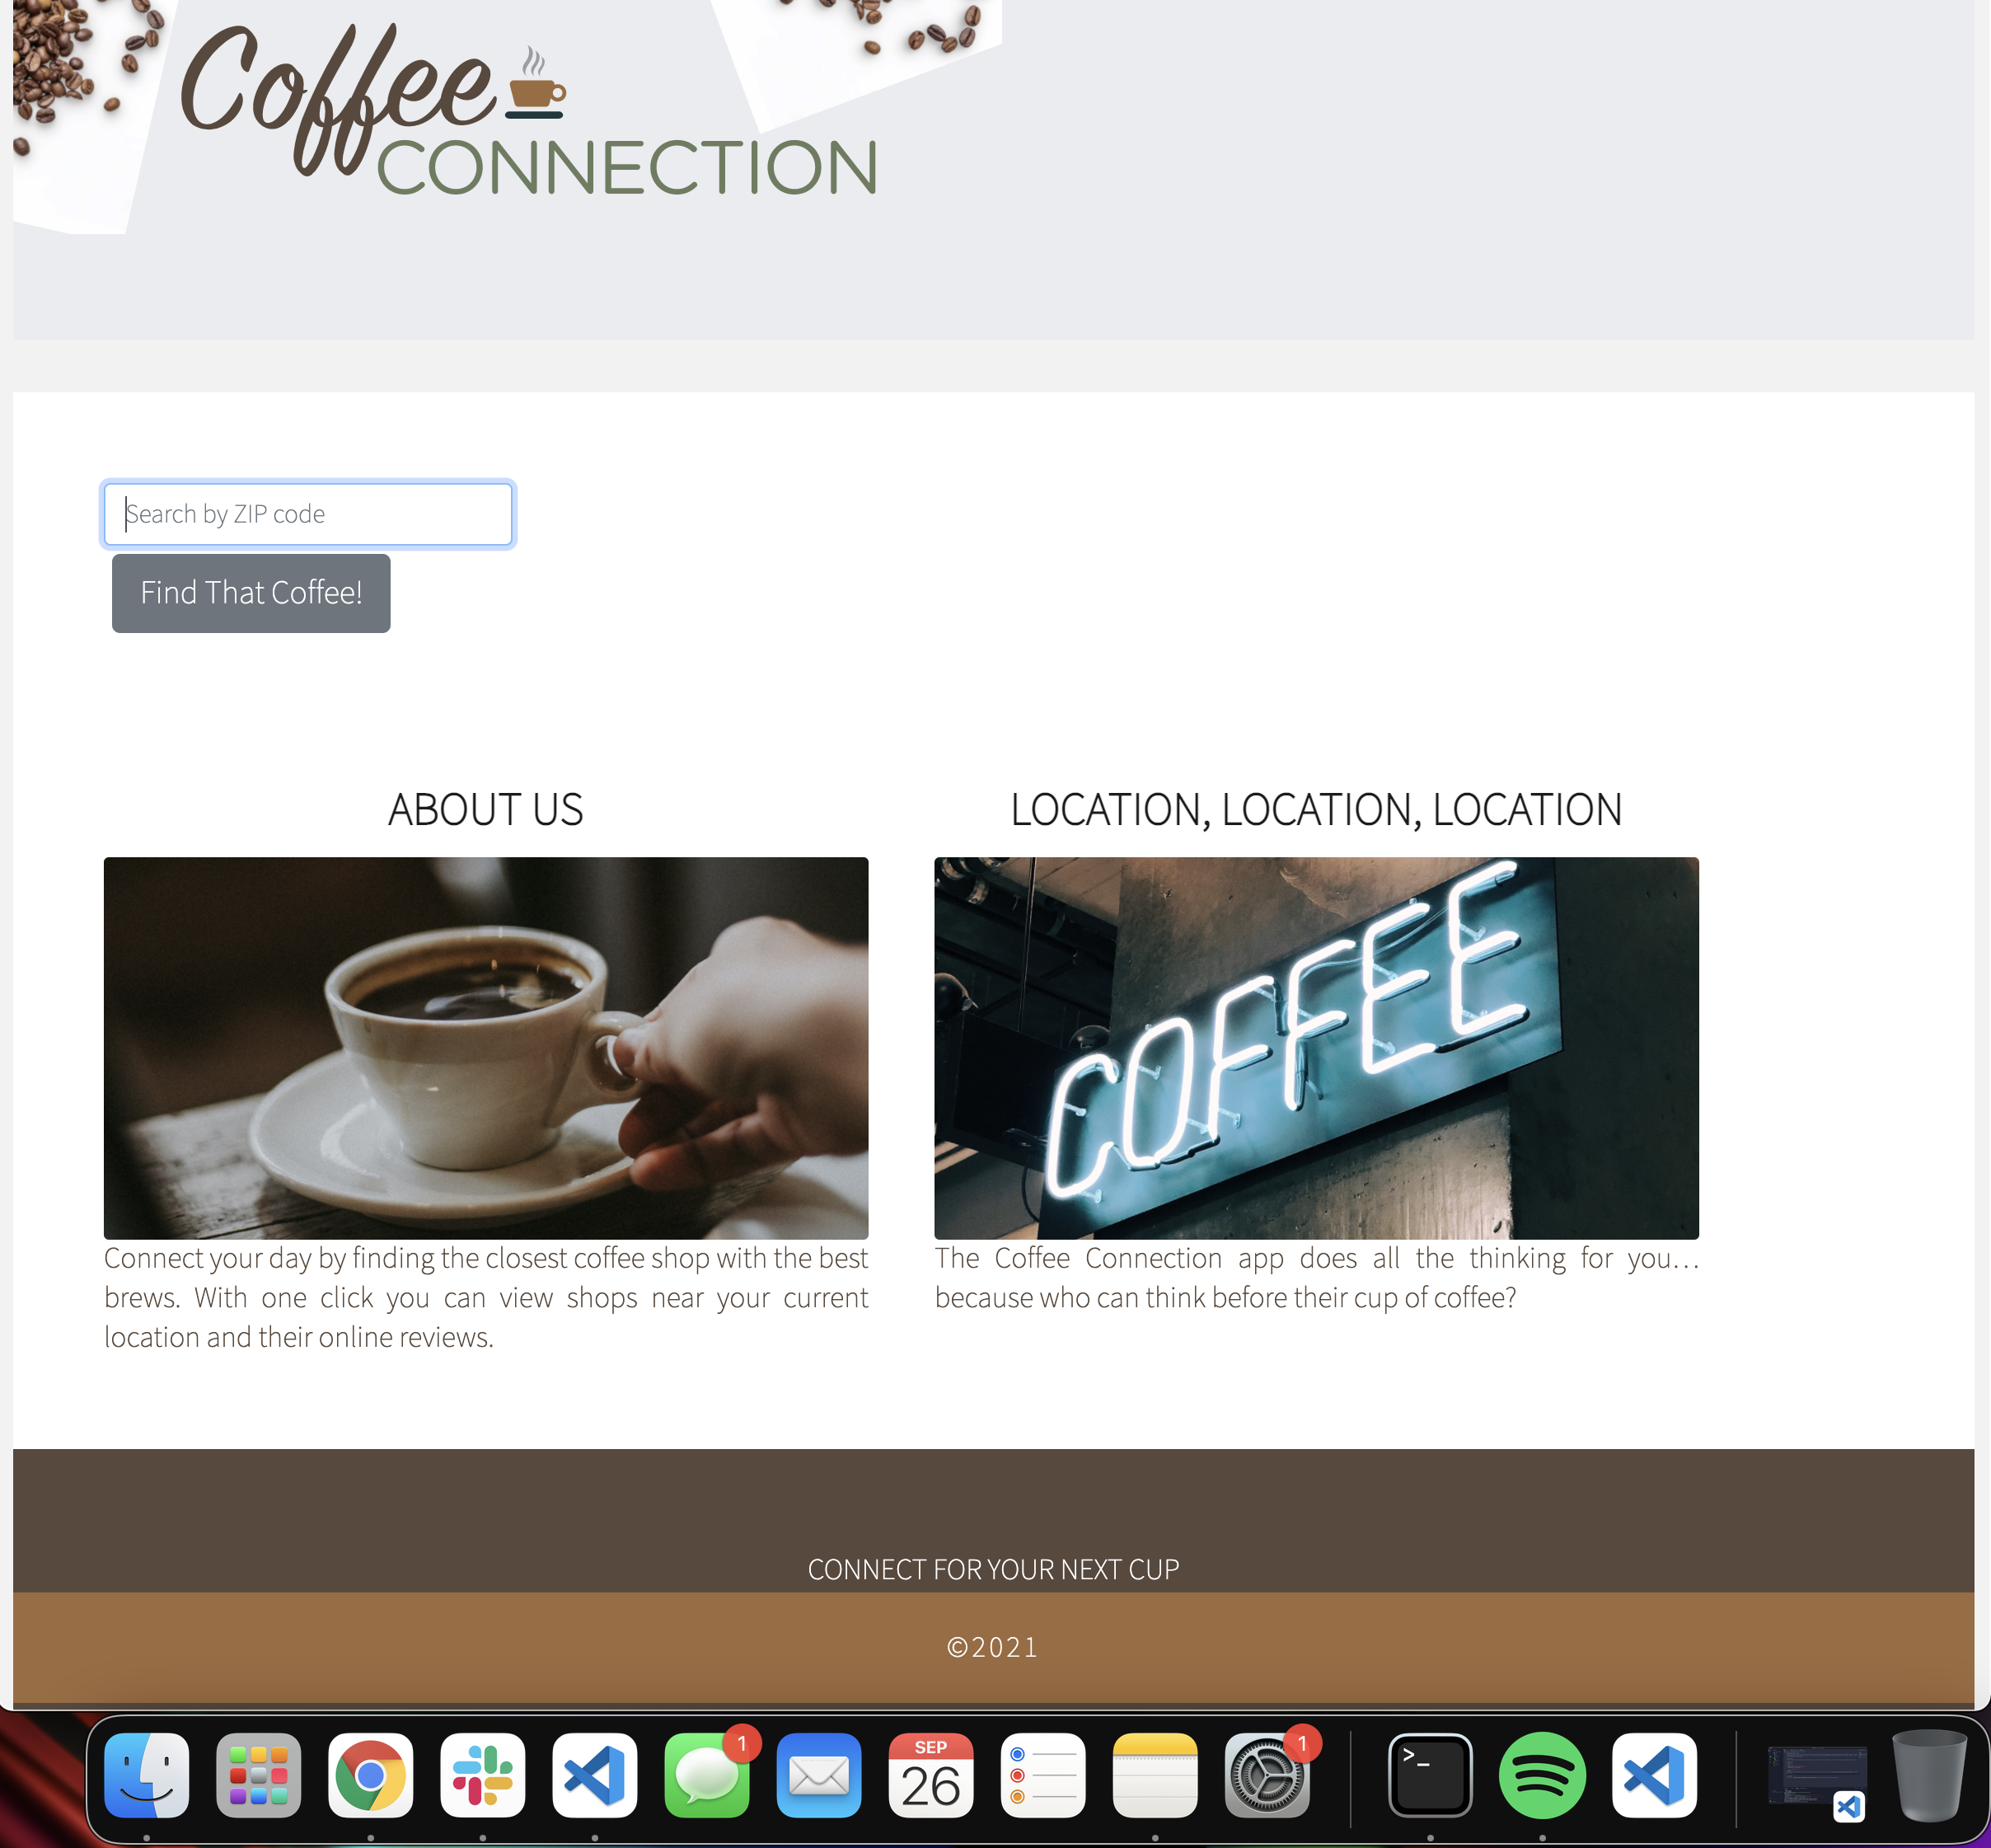 Coffee
CONNECTION
Search by ZIP code
Find That Coffee!
ABOUT US
LOCATION, LOCATION, LOCATION
COFFEE
Connect your day by finding the closest coffee shop with the best
brews. With one click you can view shops near your current
location and their online reviews.
The Coffee Connection app does all the thinking for you...
because who can think before their cup of coffee?
CONNECT FOR YOUR NEXT CUP
©2021
1
SEP
26
1
>_